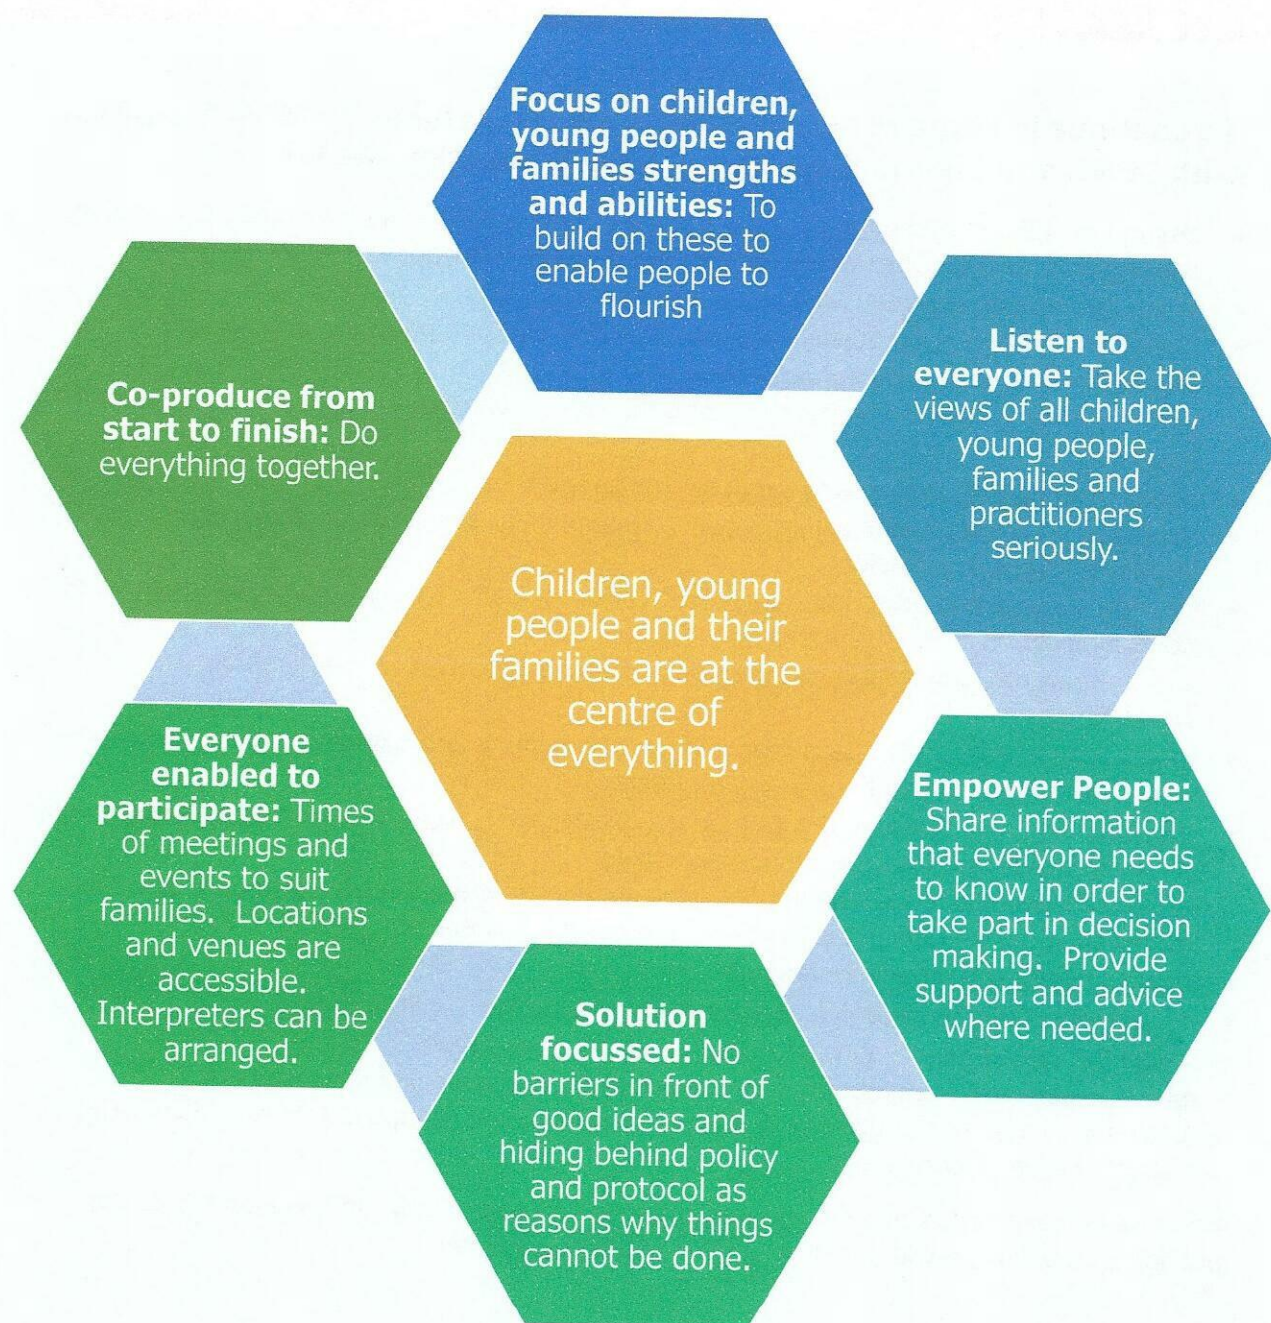 Focus on children,
young people and
families strengths
and abilities: To
build on these to
enable people to
flourish
Listen to
everyone: Take the
views of all children,
young people,
families and
practitioners
seriously.
Empower People:
Share information
that everyone needs
to know in order to
take part in decision
making.  Provide
support and advice
where needed.
Solution
focussed: No
barriers in front of
good ideas and
hiding behind policy
and protocol as
reasons why things
cannot be done.
Everyone
enabled to
participate: Times
of meetings and
events to suit
families.  Locations
and venues are
accessible.
Interpreters can be
arranged.
Co-produce from
start to finish: Do
everything together.
Children, young
people and their
families are at the
centre of
everything.